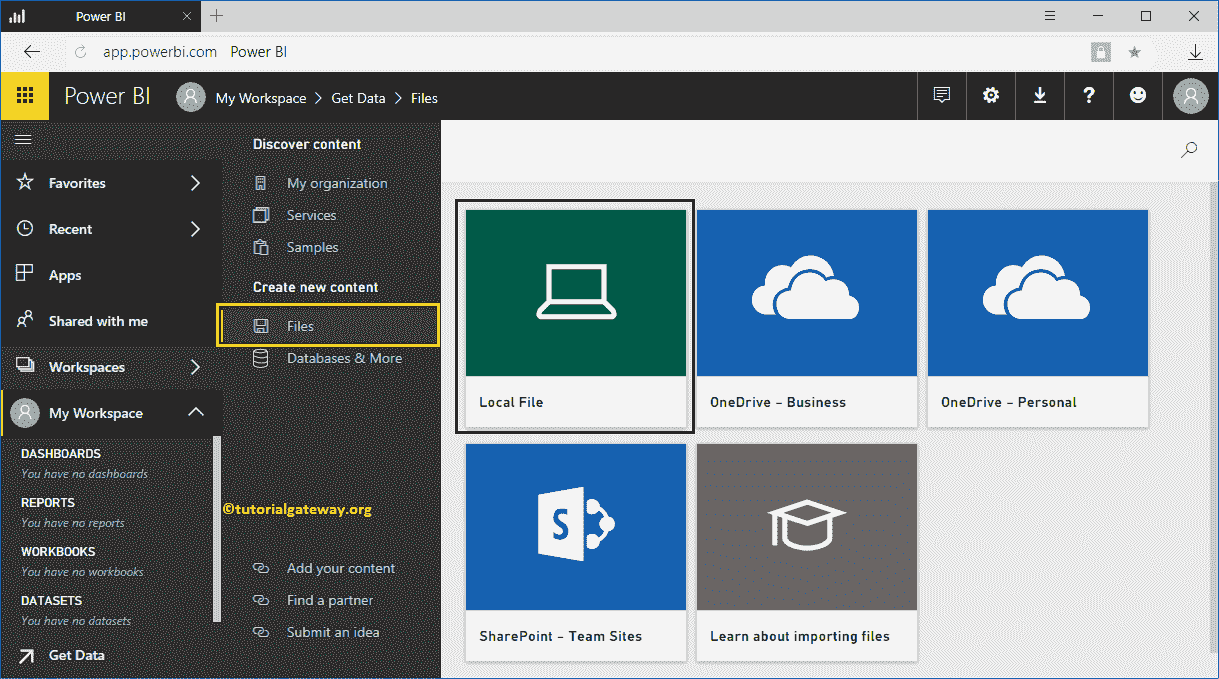 Power BI
app.powerbi.com Power BI
Power BI My Workspace > Get Data > Files
?
Favorites
Recent
Apps
Shared with me
Workspaces
My Workspace
DASHBOARDS
You have no dashboards
REPORTS
You have no reports
WORKBOOKS
You have no workbooks
DATASETS
You have no datasets
Get Data
Discover content
My organization
Services
Samples
Create new content
Files
Databases & More
©tutorialgateway.org
Add your content
Find a partner
Submit an idea
Local File
OneDrive – Business
OneDrive – Personal
S
SharePoint – Team Sites
Learn about importing files